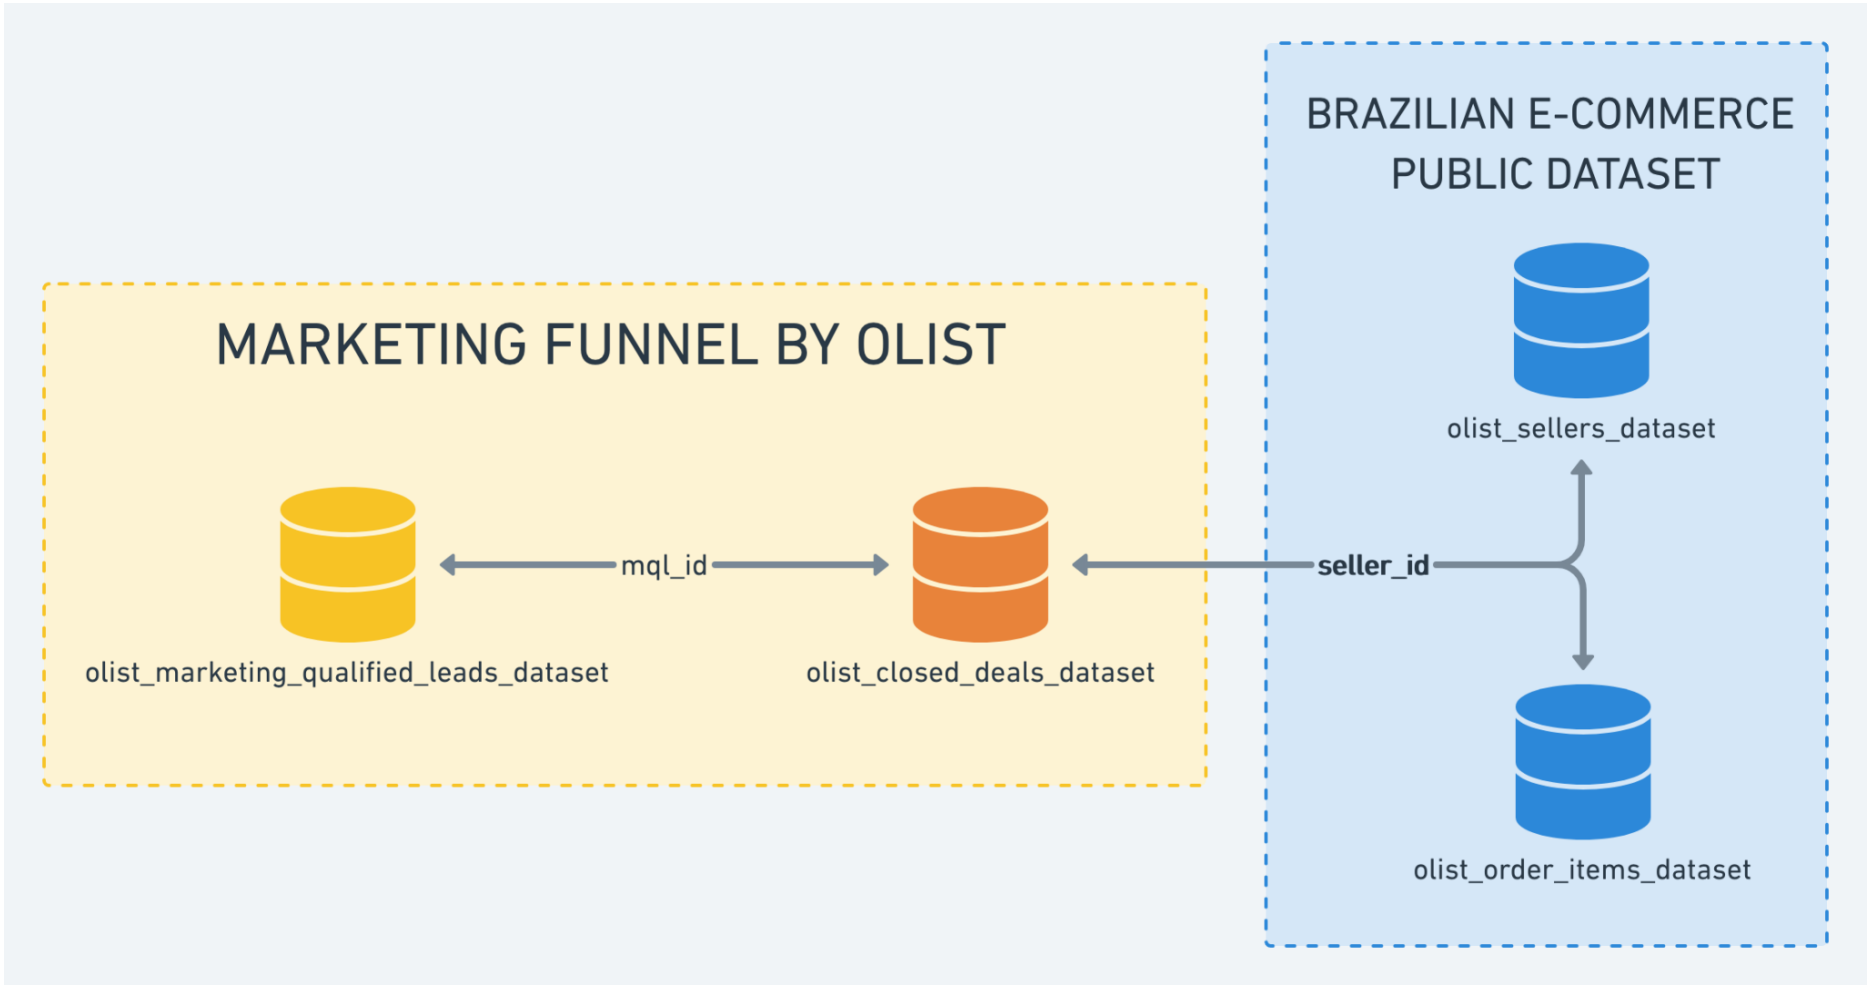 BRAZILIAN E-COMMERCE
PUBLIC DATASET
olist_sellers_dataset
MARKETING FUNNEL BY OLIST
mql_id
seller_id
olist_marketing_qualified_leads_dataset
olist_closed_deals_dataset
olist_order_items_dataset